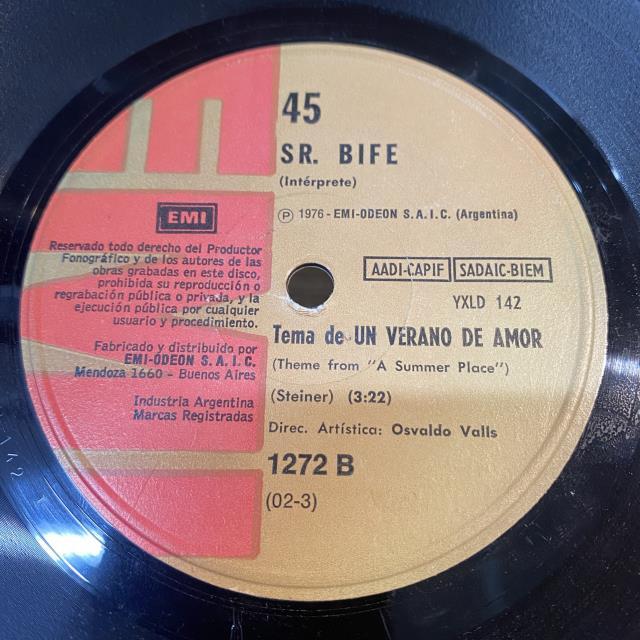 45
SR. BIFE
(Intérprete)
Ⓟ 1976 - EMI-ODEON S.A.I.C. (Argentina)
EMI
Reservado todo derecho del Productor
Fonográfico y de los autores de las
obras grabadas en este disco,
prohibida su reproducción o
regrabación pública o privada, y la
ejecución pública por cualquier
usuario y procedimiento.
Fabricado y distribuido por
EMI-ODEON S.A.I.C.
Mendoza 1660 - Buenos Aires
Industria Argentina
Marcas Registradas
AADI-CAPIF SADAIC-BIEM
YXLD 142
Tema de UN VERANO DE AMOR
(Theme from "A Summer Place")
(Steiner) (3:22)
Direc. Artística: Osvaldo Valls
1272 B
(02-3)